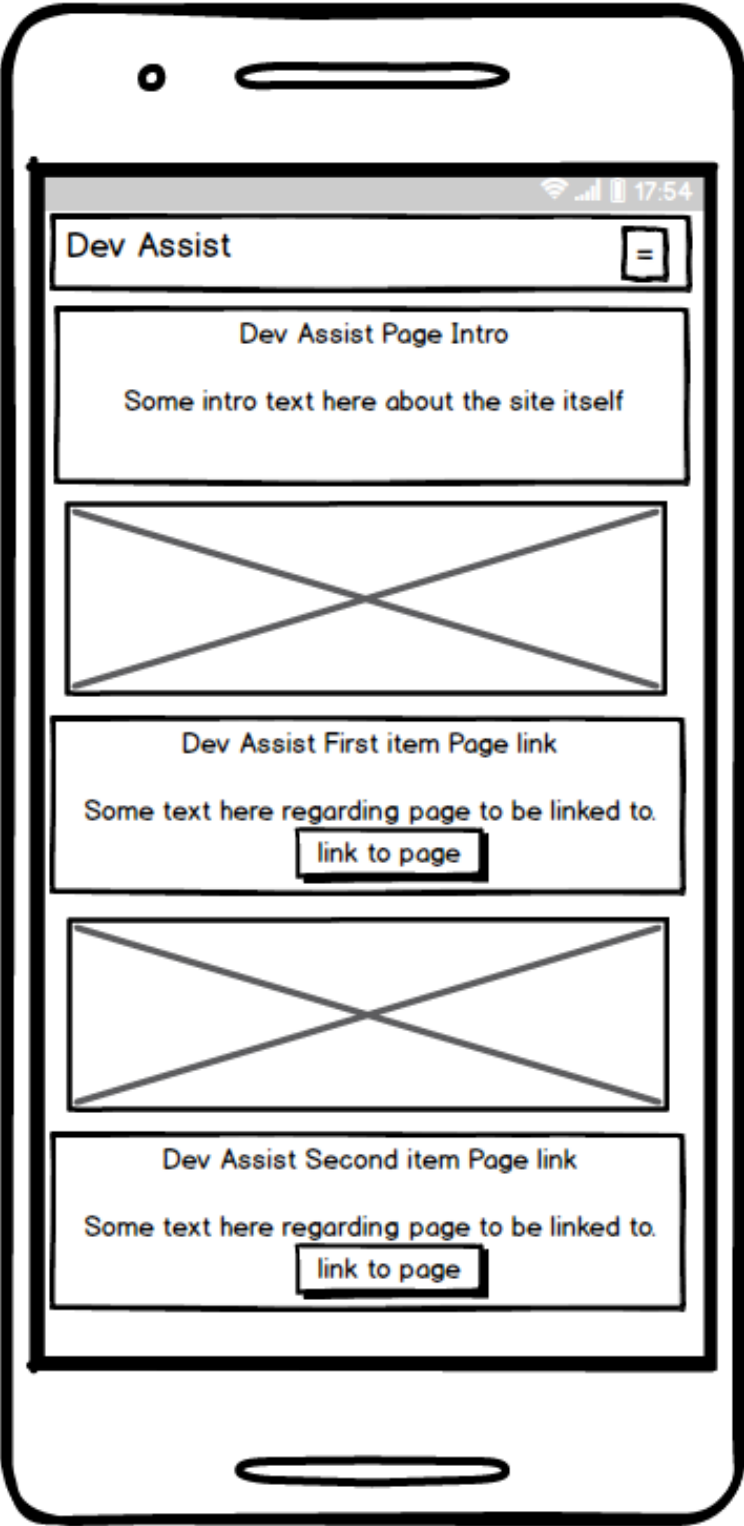 17:54
Dev Assist
=
Dev Assist Page Intro
Some intro text here about the site itself
Dev Assist First item Page link
Some text here regarding page to be linked to.
link to page
Dev Assist Second item Page link
Some text here regarding page to be linked to.
link to page